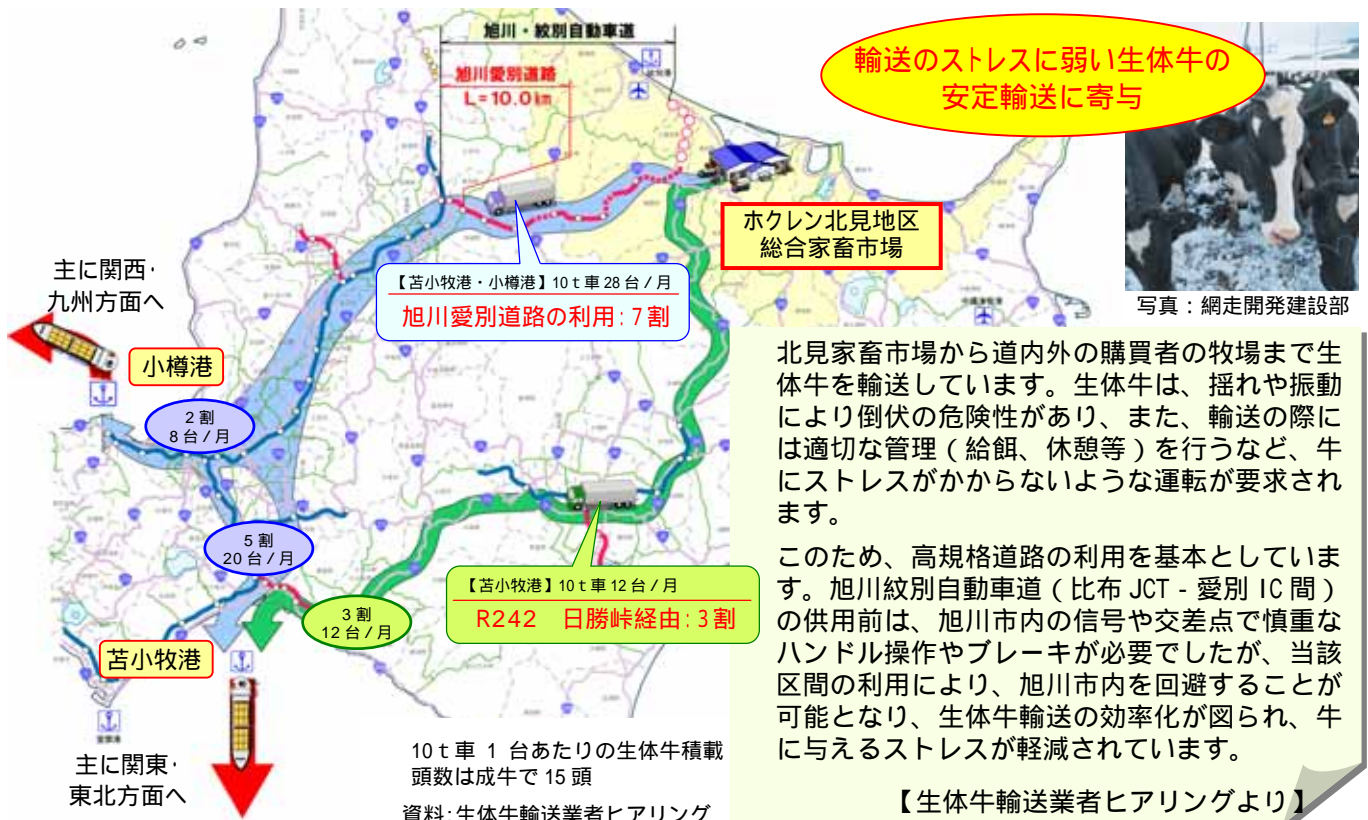 旭川・紋別自動車道
旭川愛別道路
L=10.0km
輸送のストレスに弱い生体牛の
安定輸送に寄与
ホクレン北見地区
総合家畜市場
写真：網走開発建設部
主に関西･
九州方面へ
【苫小牧港・小樽港】10ｔ車28台/月
旭川愛別道路の利用:7割
小樽港
2割
8台/月
5割
20台/月
【苫小牧港】10ｔ車12台/月
R242　日勝峠経由:3割
3割
12台/月
苫小牧港
主に関東･
東北方面へ
10ｔ車 1 台あたりの生体牛積載
頭数は成牛で15頭
資料:生体牛輸送業者ヒアリング
北見家畜市場から道内外の購買者の牧場まで生
体牛を輸送しています。生体牛は、揺れや振動
により倒伏の危険性があり、また、輸送の際に
は適切な管理（給餌、休憩等）を行うなど、牛
にストレスがかからないような運転が要求され
ます。
このため、高規格道路の利用を基本としていま
す。旭川紋別自動車道（比布JCT-愛別IC間）
の供用前は、旭川市内の信号や交差点で慎重な
ハンドル操作やブレーキが必要でしたが、当該
区間の利用により、旭川市内を回避することが
可能となり、生体牛輸送の効率化が図られ、牛
に与えるストレスが軽減されています。
【生体牛輸送業者ヒアリングより】